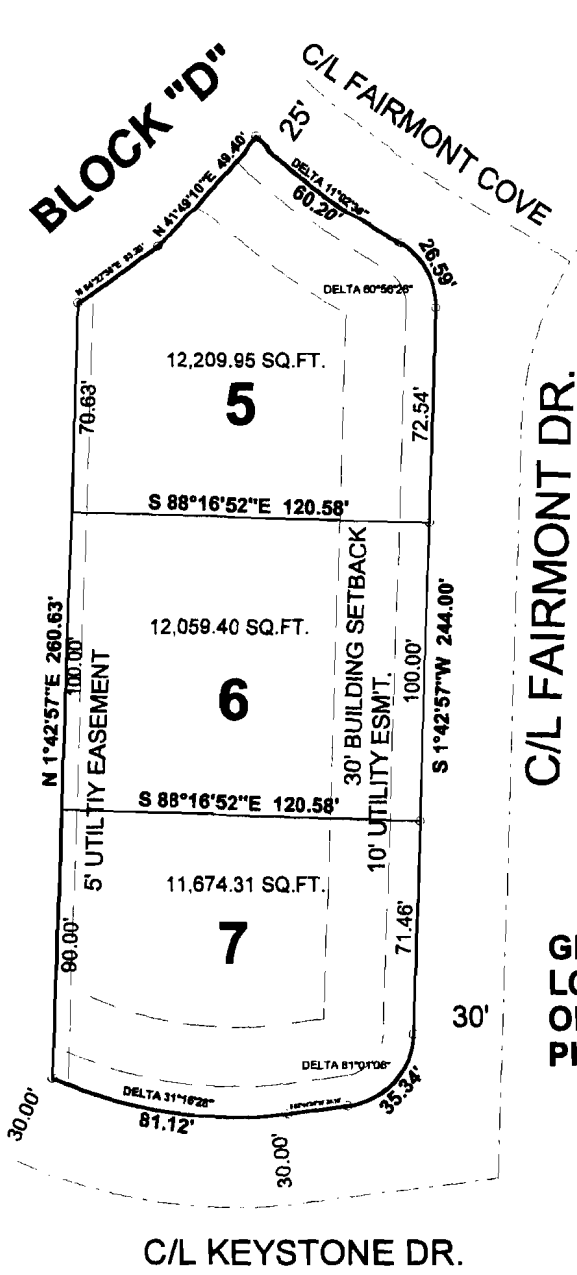 C/L FAIRMONT COVE
BLOCK "D"
25'
N 41°49'10"E 49.40'
DELTA 11°02'36"
60.20'
26.59'
DELTA 60°56'26"
12,209.95 SQ.FT.
5
70.63'
72.54'
C/L FAIRMONT DR.
S 88°16'52"E 120.58'
N 1°42'57"E 260.63'
100.00'
5' UTILTIY EASEMENT
12,059.40 SQ.FT.
6
30' BUILDING SETBACK
10' UTILITY ESM'T.
100.00'
S 1°42'57"W 244.00'
S 88°16'52"E 120.58'
11,674.31 SQ.FT.
7
90.00'
71.46'
30'
DELTA 81°01'06"
35.34'
DELTA 31°16'28"
81.12'
30.00'
30.00'
C/L KEYSTONE DR.